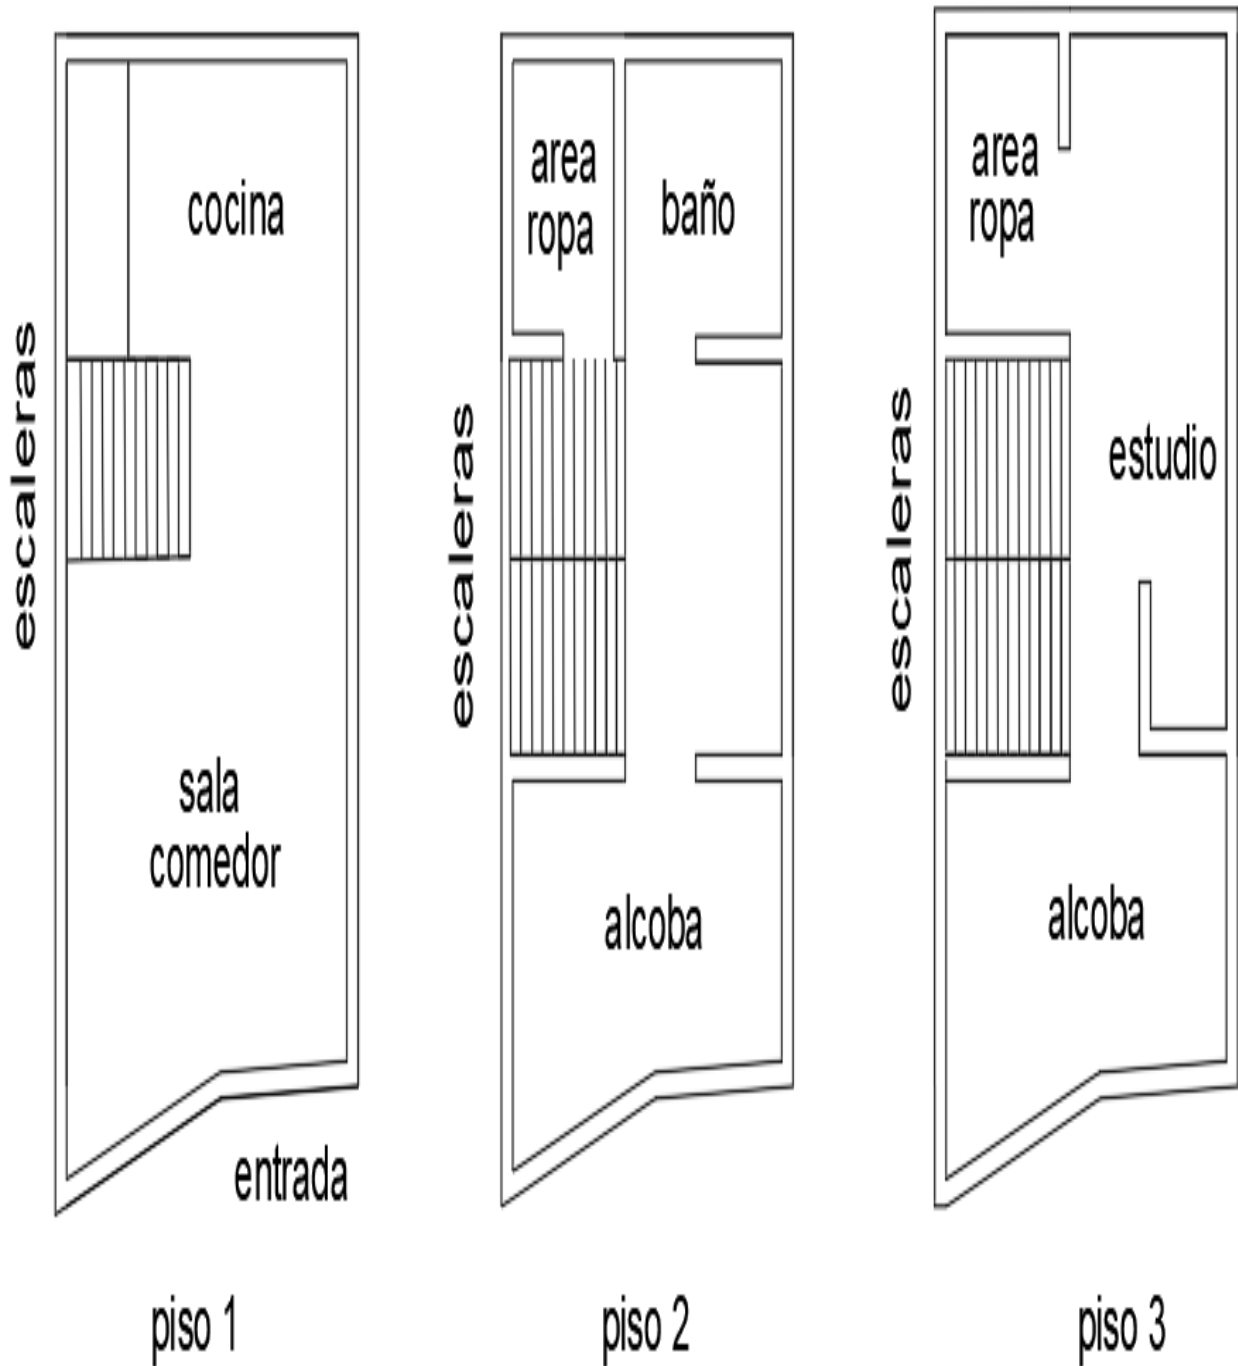 escaleras
cocina
sala
comedor
entrada
piso 1
escaleras
area
ropa
baño
alcoba
piso 2
escaleras
area
ropa
estudio
alcoba
piso 3